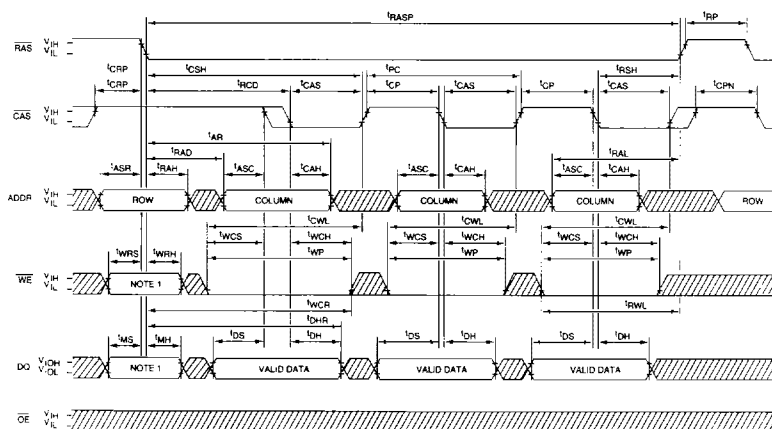 tRASP tRP
RAS VIH VIL
tCRP tCSH tPC tRSH
tCRP tRCD tCAS tCP tCAS tCP tCAS tCPN
CAS VIH VIL
tAR
tRAD tRAL
tASR tRAH tASC tCAH tASC tCAH tASC tCAH
ADDR VIH VIL ROW COLUMN COLUMN COLUMN ROW
tCWL tCWL tCWL
tWCS tWCH tWCS tWCH tWCS tWCH
tWRS tWRH tWP tWP tWP
WE VIH VIL NOTE 1
tWCR tRWL
tDHR
tMS tMH tDS tDH tDS tDH tDS tDH
DQ VIOH VIOL NOTE 1 VALID DATA VALID DATA VALID DATA
OE VIH VIL